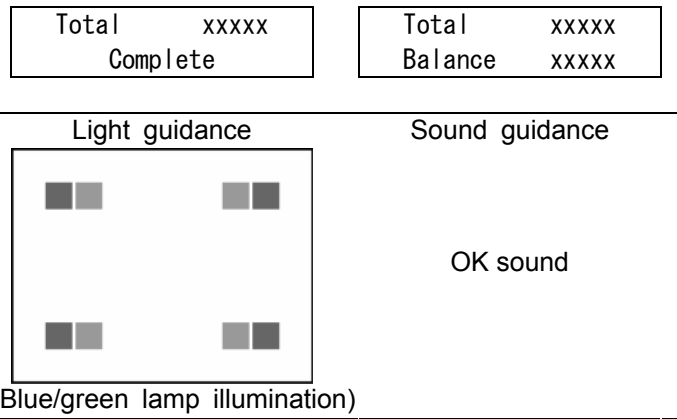 Total xxxxx
Complete
Total xxxxx
Balance xxxxx
Light guidance
Sound guidance
OK sound
Blue/green lamp illumination)